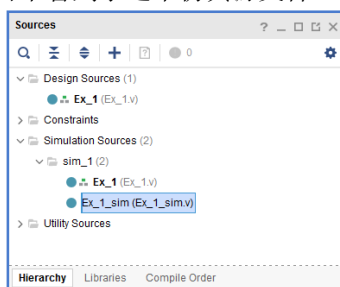 Sources
0
Design Sources (1)
Ex_1 (Ex_1.v)
Constraints
Simulation Sources (2)
sim_1 (2)
Ex_1 (Ex_1.v)
Ex_1_sim (Ex_1_sim.v)
Utility Sources
Hierarchy Libraries Compile Order